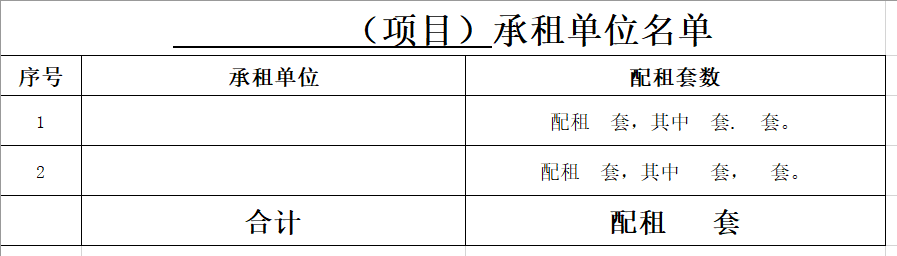 （项目）承租单位名单
序号 承租单位 配租套数
1 配租 套，其中 套. 套。
2 配租 套，其中 套， 套。
合计 配租 套